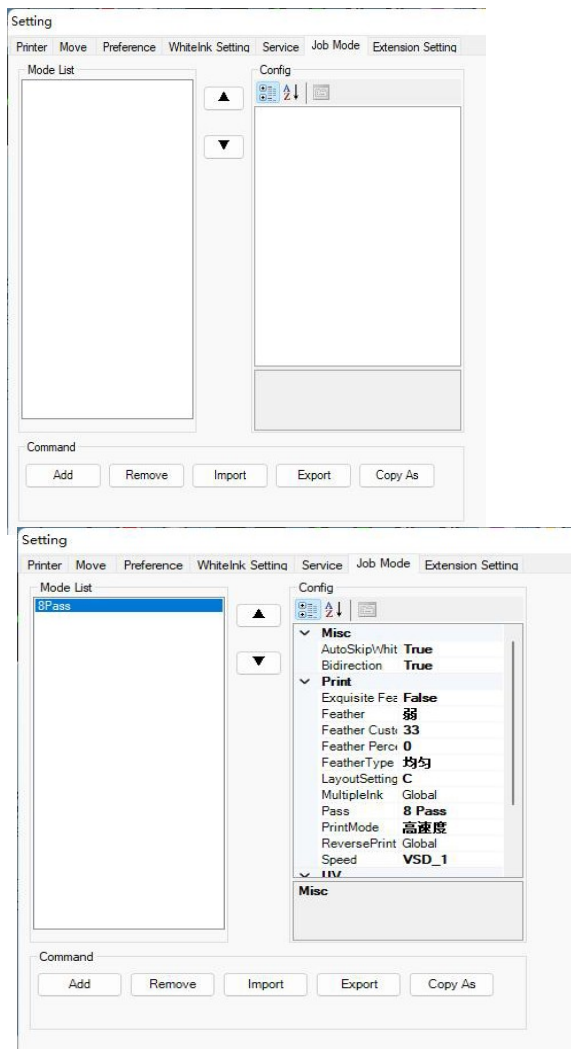 Setting
Printer Move Preference WhiteInk Setting Service Job Mode Extension Setting
Mode List
Config
Command
Add Remove Import Export Copy As
Setting
Printer Move Preference WhiteInk Setting Service Job Mode Extension Setting
Mode List
Config
8Pass
Misc
AutoSkipWhit True
Bidirection True
Print
Exquisite Fea False
Feather 弱
Feather Custo 33
Feather Perce 0
FeatherType 均匀
LayoutSetting C
MultipleInk Global
Pass 8 Pass
PrintMode 高速度
ReversePrint Global
Speed VSD_1
UV
Misc
Command
Add Remove Import Export Copy As